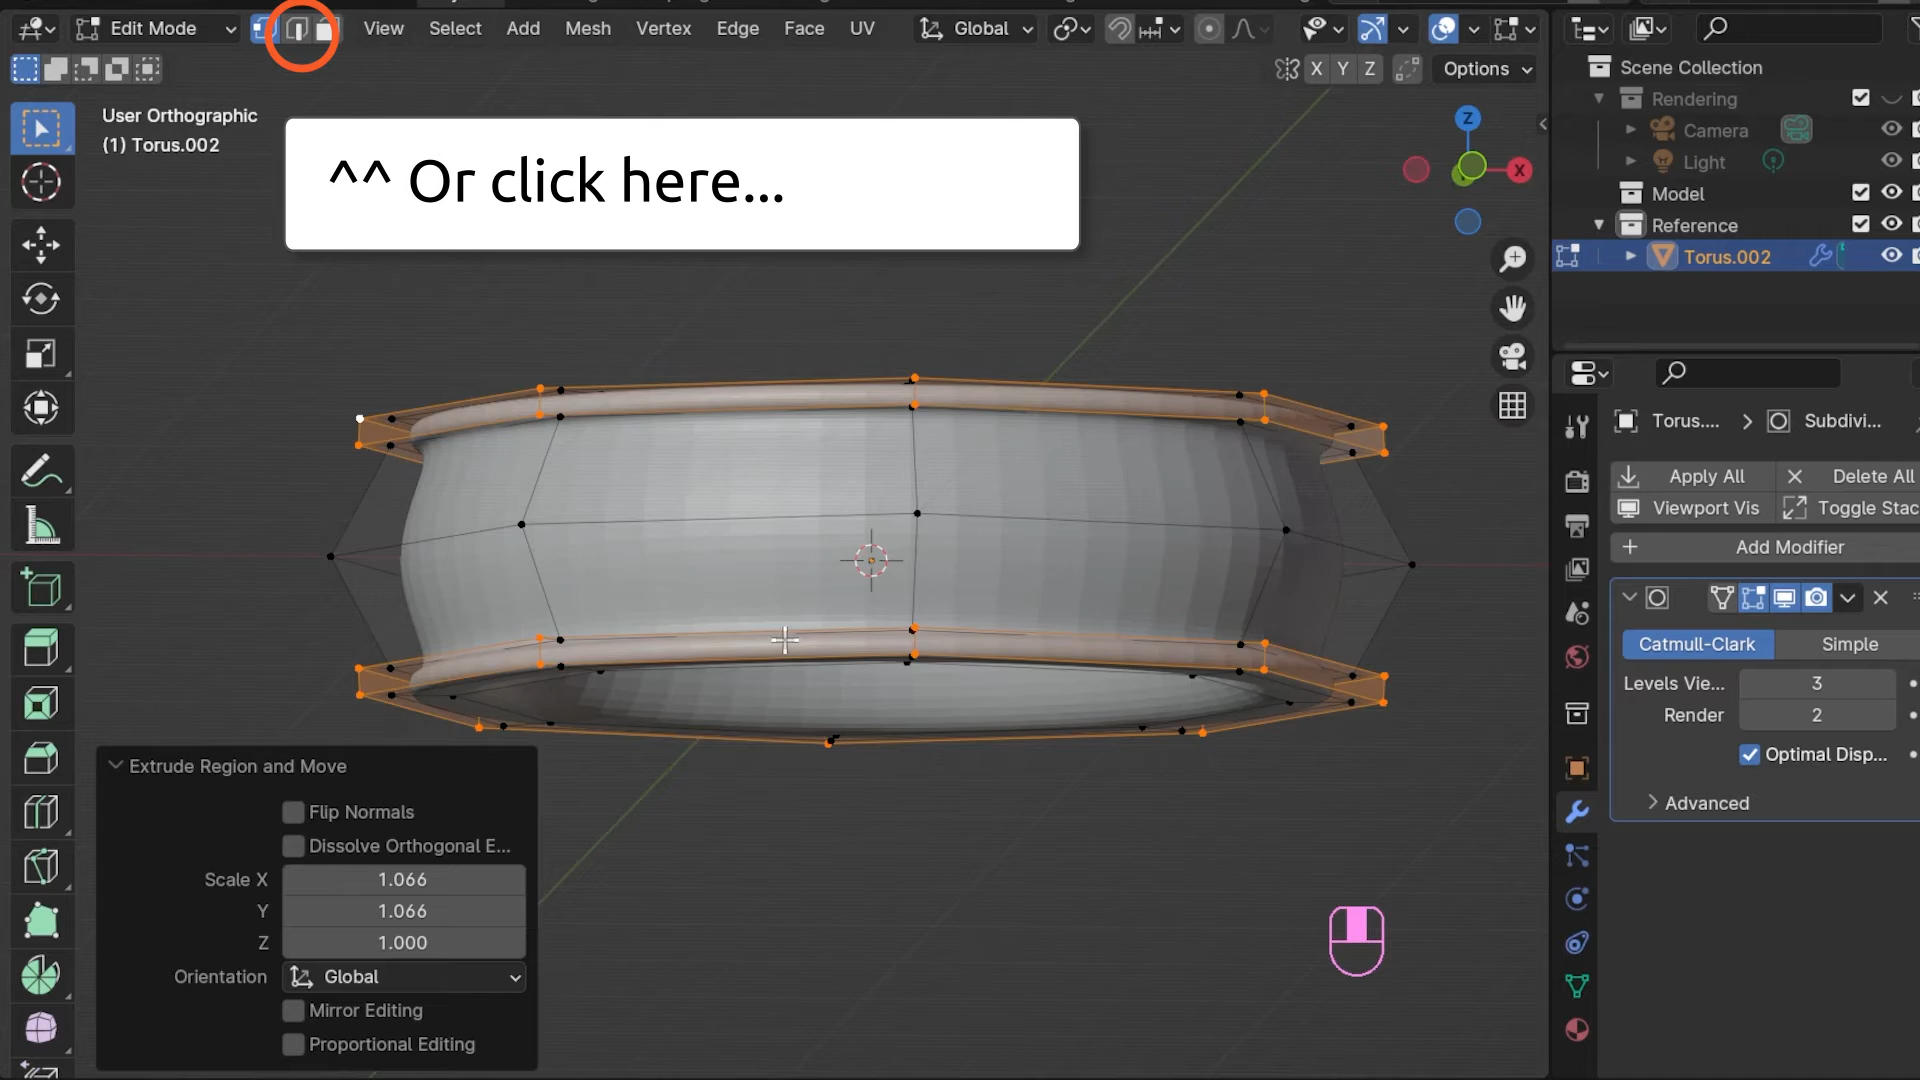 Edit Mode
View Select Add Mesh Vertex Edge Face UV
Global
X Y Z
Options
User Orthographic
(1) Torus.002
^^ Or click here...
Z
X
Scene Collection
Rendering
Camera
Light
Model
Reference
Torus.002
Torus.... > Subdivi...
Apply All
Delete All
Viewport Vis
Toggle Stac
Add Modifier
Catmull-Clark
Simple
Levels Vie... 3
Render 2
Optimal Disp...
Advanced
Extrude Region and Move
Flip Normals
Dissolve Orthogonal E...
Scale X 1.066
Y 1.066
Z 1.000
Orientation Global
Mirror Editing
Proportional Editing